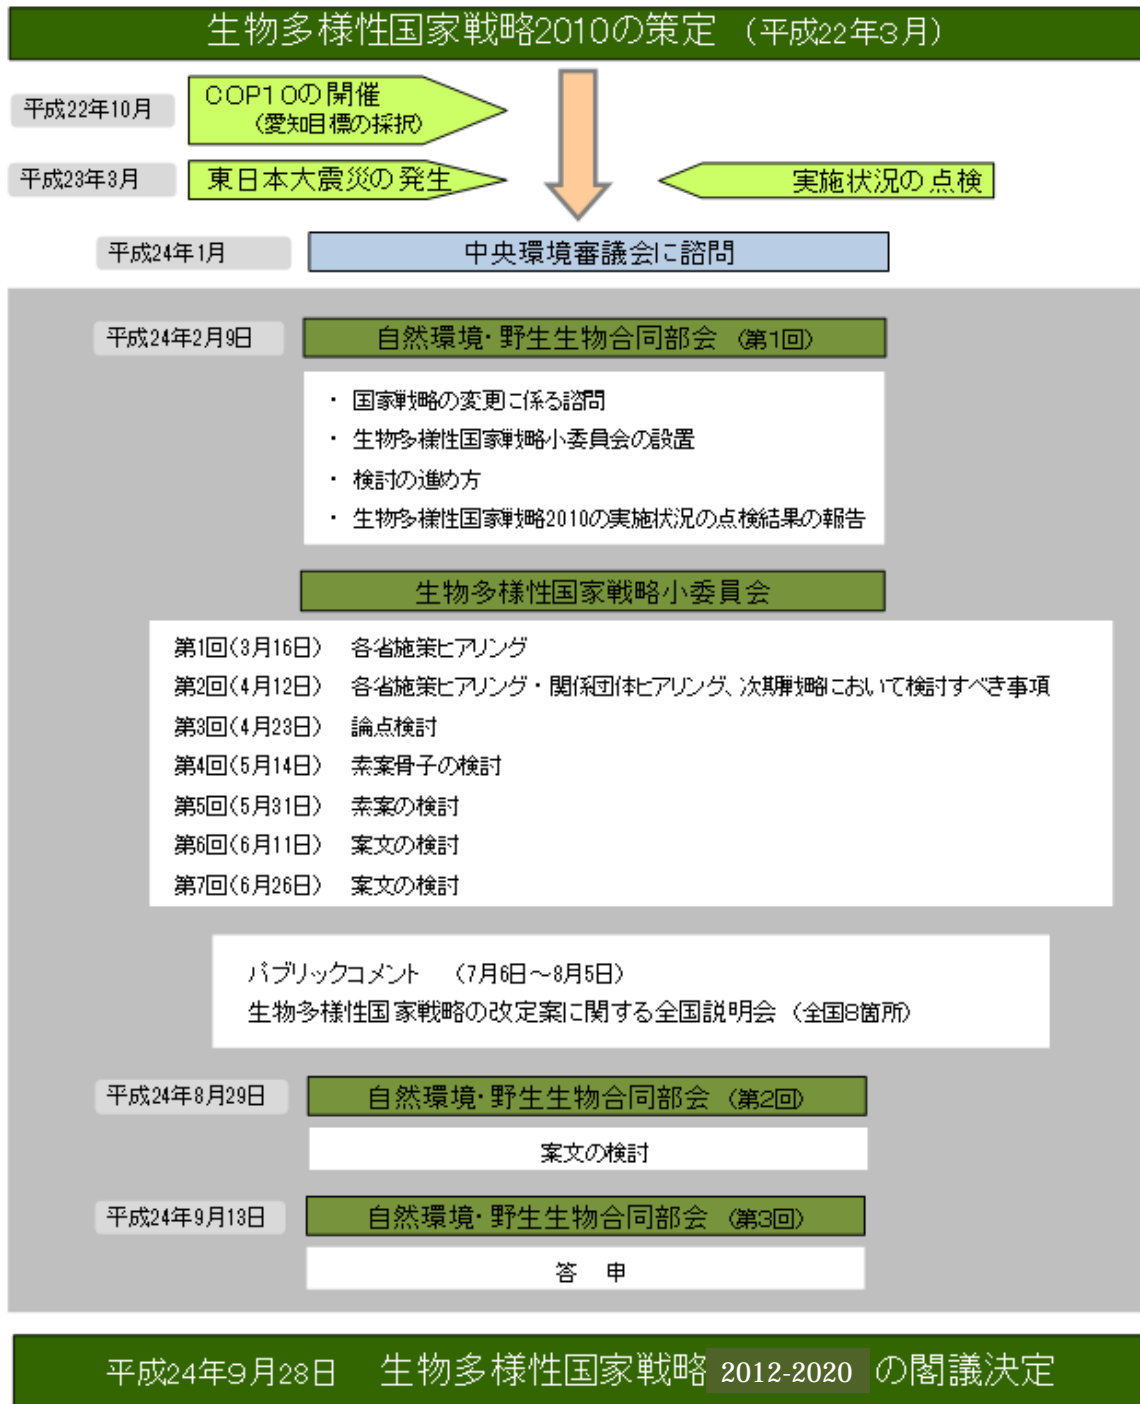 生物多様性国家戦略2010の策定 (平成22年3月)
平成22年10月
COP10の開催
(愛知目標の採択)
平成23年3月
東日本大震災の発生
実施状況の点検
平成24年1月
中央環境審議会に諮問
平成24年2月9日
自然環境・野生生物合同部会 (第1回)
・ 国家戦略の変更に係る諮問
・ 生物多様性国家戦略小委員会の設置
・ 検討の進め方
・ 生物多様性国家戦略2010の実施状況の点検結果の報告
生物多様性国家戦略小委員会
第1回(3月16日) 各省施策ヒアリング
第2回(4月12日) 各省施策ヒアリング・関係団体ヒアリング、次期戦略において検討すべき事項
第3回(4月23日) 論点検討
第4回(5月14日) 素案骨子の検討
第5回(5月31日) 素案の検討
第6回(6月11日) 案文の検討
第7回(6月26日) 案文の検討
パブリックコメント (7月6日～8月5日)
生物多様性国家戦略の改定案に関する全国説明会 (全国8箇所)
平成24年8月29日
自然環境・野生生物合同部会 (第2回)
案文の検討
平成24年9月13日
自然環境・野生生物合同部会 (第3回)
答 申
平成24年9月28日 生物多様性国家戦略 2012-2020 の閣議決定